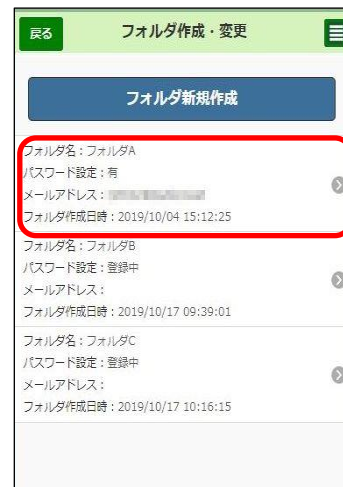 戻る
フォルダ作成・変更
フォルダ新規作成
フォルダ名：フォルダA
パスワード設定：有
メールアドレス：
フォルダ作成日時：2019/10/04 15:12:25
フォルダ名：フォルダB
パスワード設定：登録中
メールアドレス：
フォルダ作成日時：2019/10/17 09:39:01
フォルダ名：フォルダC
パスワード設定：登録中
メールアドレス：
フォルダ作成日時：2019/10/17 10:16:15